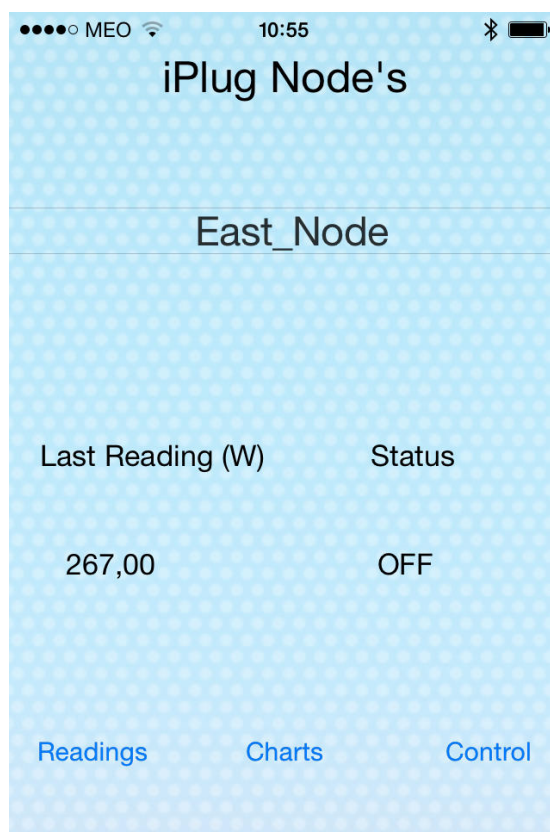 MEO 10:55
iPlug Node's
East_Node
Last Reading (W) Status
267,00 OFF
Readings Charts Control